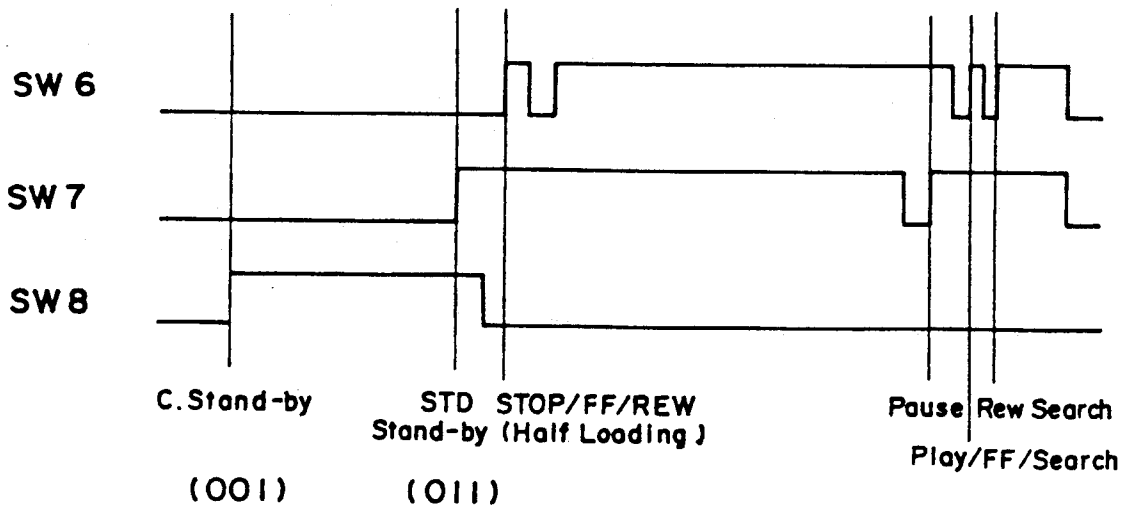 SW 6
SW 7
SW 8
C. Stand-by
STD
Stand-by
STOP/FF/REW
(Half Loading)
Pause
Rew Search
Play/FF/Search
(001)
(011)